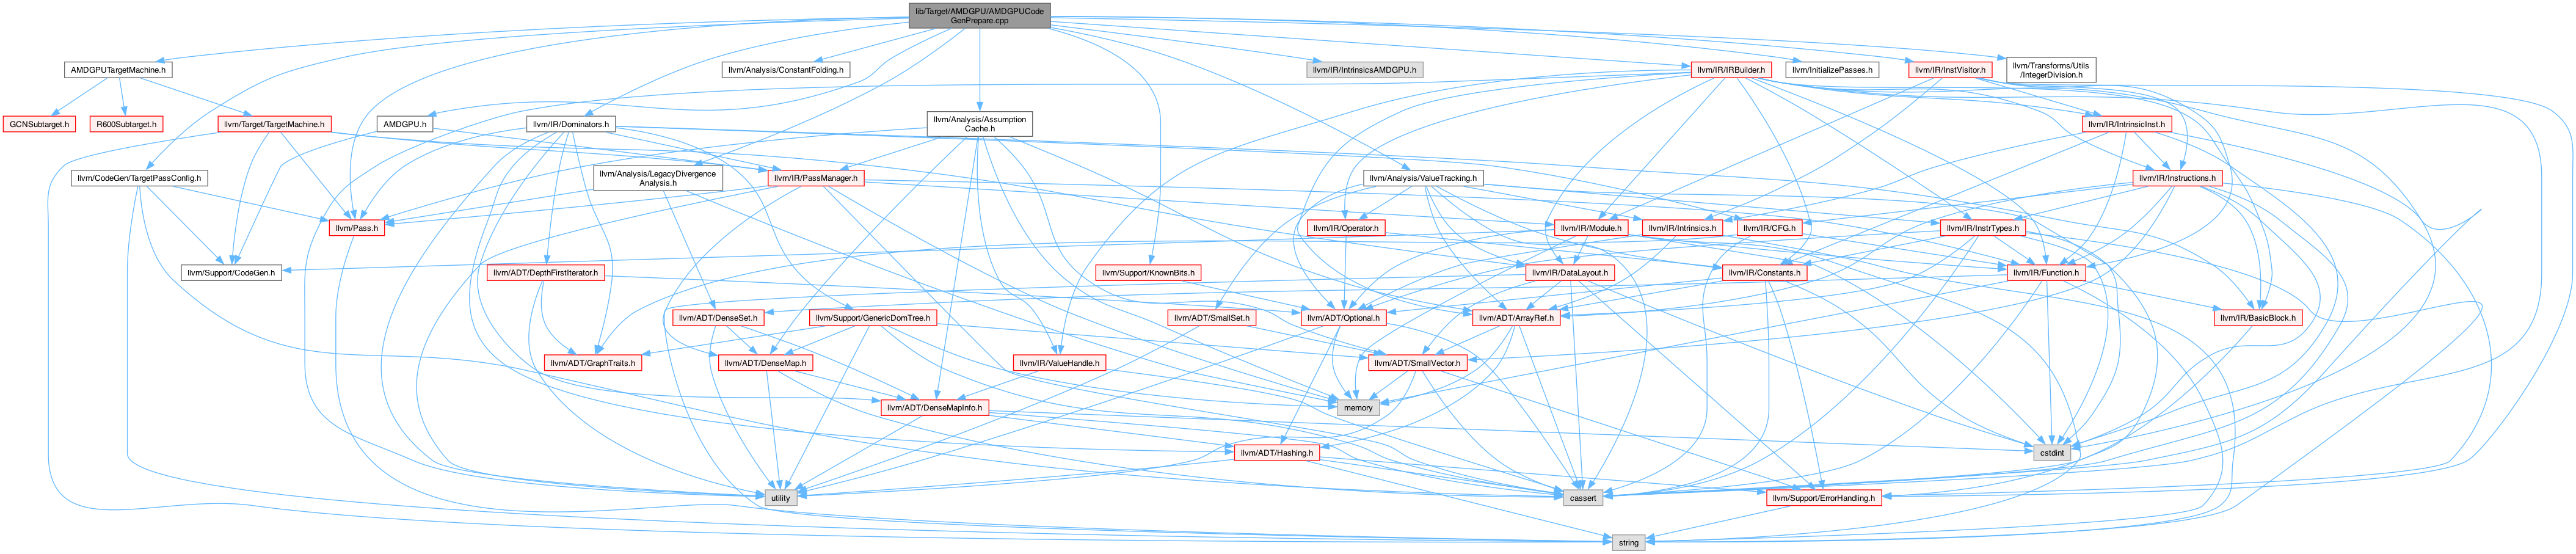 lib/Target/AMDGPU/AMDGPUCode
GenPrepare.cpp
AMDGPUTargetMachine.h
llvm/Analysis/ConstantFolding.h
llvm/IR/IntrinsicsAMDGPU.h
llvm/IR/IRBuilder.h
llvm/InitializePasses.h
llvm/IR/InstVisitor.h
llvm/Transforms/Utils
/IntegerDivision.h
GCNSubtarget.h
R600Subtarget.h
llvm/Target/TargetMachine.h
AMDGPU.h
llvm/IR/Dominators.h
llvm/Analysis/Assumption
Cache.h
llvm/IR/IntrinsicInst.h
llvm/CodeGen/TargetPassConfig.h
llvm/Analysis/LegacyDivergence
Analysis.h
llvm/IR/PassManager.h
llvm/Analysis/ValueTracking.h
llvm/IR/Instructions.h
llvm/Pass.h
llvm/IR/Operator.h
llvm/IR/Module.h
llvm/IR/Intrinsics.h
llvm/IR/CFG.h
llvm/IR/InstrTypes.h
llvm/Support/CodeGen.h
llvm/ADT/DepthFirstIterator.h
llvm/Support/KnownBits.h
llvm/IR/DataLayout.h
llvm/IR/Constants.h
llvm/IR/Function.h
llvm/ADT/DenseSet.h
llvm/Support/GenericDomTree.h
llvm/ADT/SmallSet.h
llvm/ADT/Optional.h
llvm/ADT/ArrayRef.h
llvm/IR/BasicBlock.h
llvm/ADT/GraphTraits.h
llvm/ADT/DenseMap.h
llvm/IR/ValueHandle.h
llvm/ADT/SmallVector.h
llvm/ADT/DenseMapInfo.h
memory
llvm/ADT/Hashing.h
cstdint
utility
cassert
llvm/Support/ErrorHandling.h
string